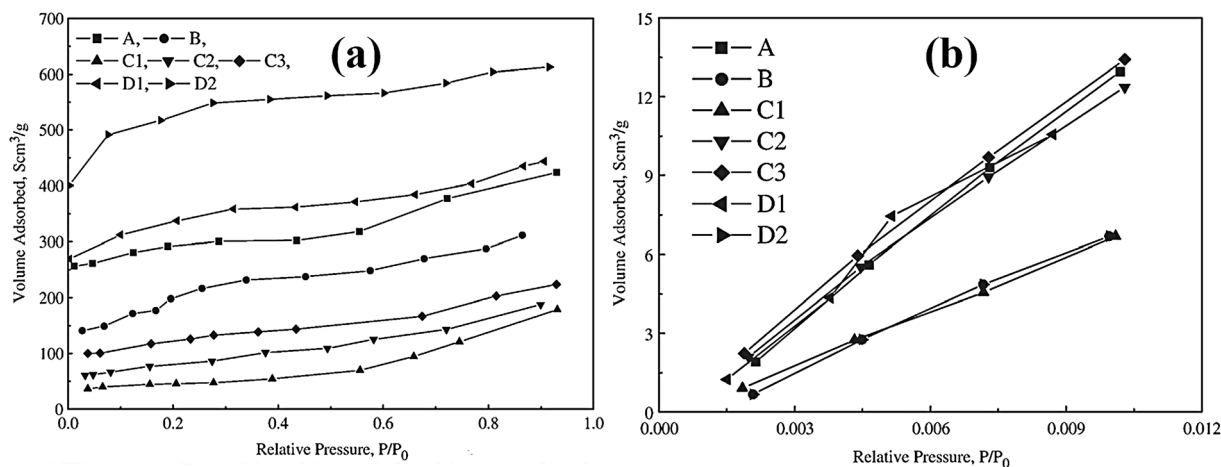 (a)
A, B,
C1, C2, C3,
D1, D2
700
600
500
400
300
200
100
0
Volume Adsorbed, Scm³/g
0.0 0.2 0.4 0.6 0.8 1.0
Relative Pressure, P/P₀
(b)
A
B
C1
C2
C3
D1
D2
15
12
9
6
3
0
Volume Adsorbed, Scm³/g
0.000 0.003 0.006 0.009 0.012
Relative Pressure, P/P₀